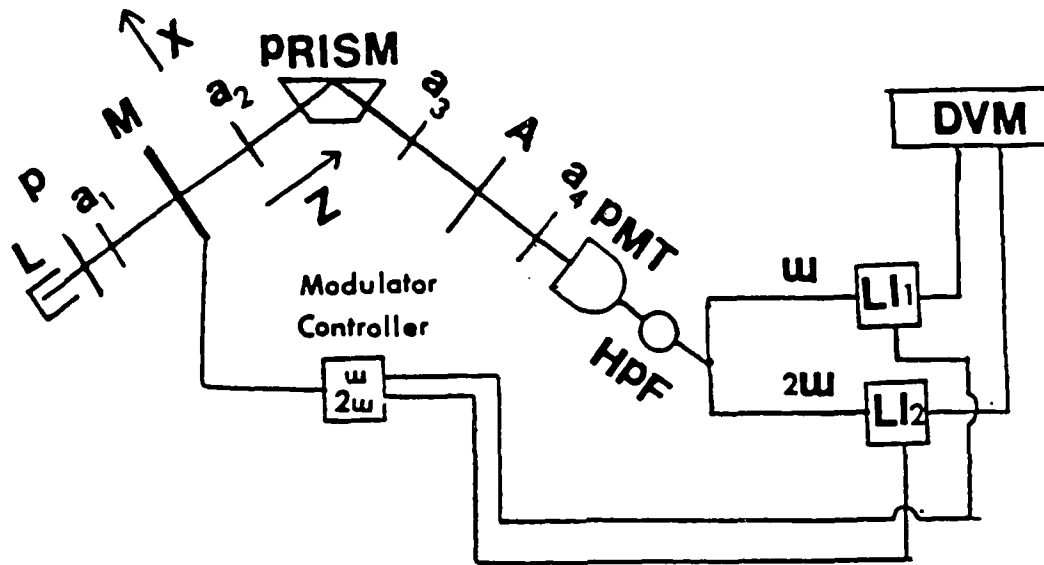 X
PRISM
a2
a3
M
A
DVM
P
a1
Z
a4
PMT
L
Modulator
Controller
ω
LI1
HPF
ω
2ω
2ω
LI2